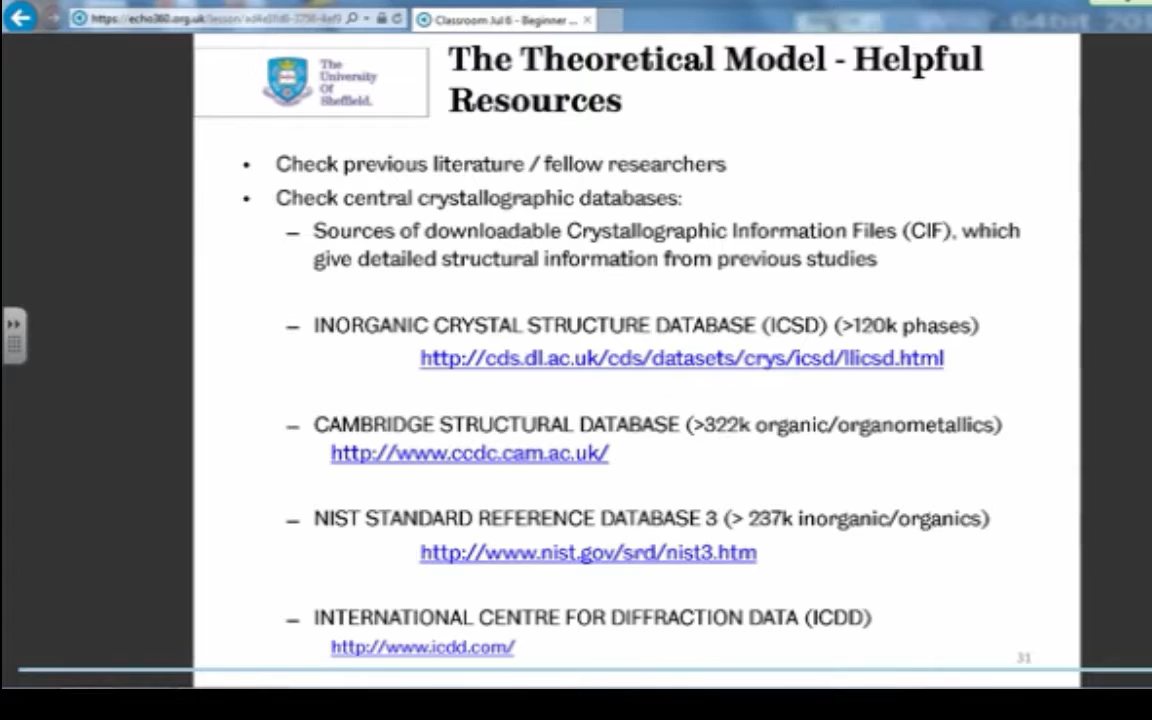 Classroom Jul 6 - Beginner ...
The
University
Of
Sheffield.
The Theoretical Model - Helpful
Resources
• Check previous literature / fellow researchers
• Check central crystallographic databases:
– Sources of downloadable Crystallographic Information Files (CIF), which
give detailed structural information from previous studies
– INORGANIC CRYSTAL STRUCTURE DATABASE (ICSD) (>120k phases)
http://cds.dl.ac.uk/cds/datasets/crys/icsd/llicsd.html
– CAMBRIDGE STRUCTURAL DATABASE (>322k organic/organometallics)
http://www.ccdc.cam.ac.uk/
– NIST STANDARD REFERENCE DATABASE 3 (> 237k inorganic/organics)
http://www.nist.gov/srd/nist3.htm
– INTERNATIONAL CENTRE FOR DIFFRACTION DATA (ICDD)
http://www.icdd.com/
31